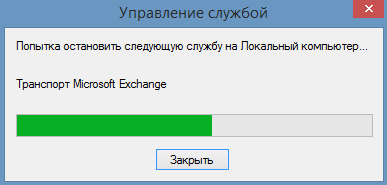 Управление службой
Попытка остановить следующую службу на Локальный компьютер...
Транспорт Microsoft Exchange
Закрыть